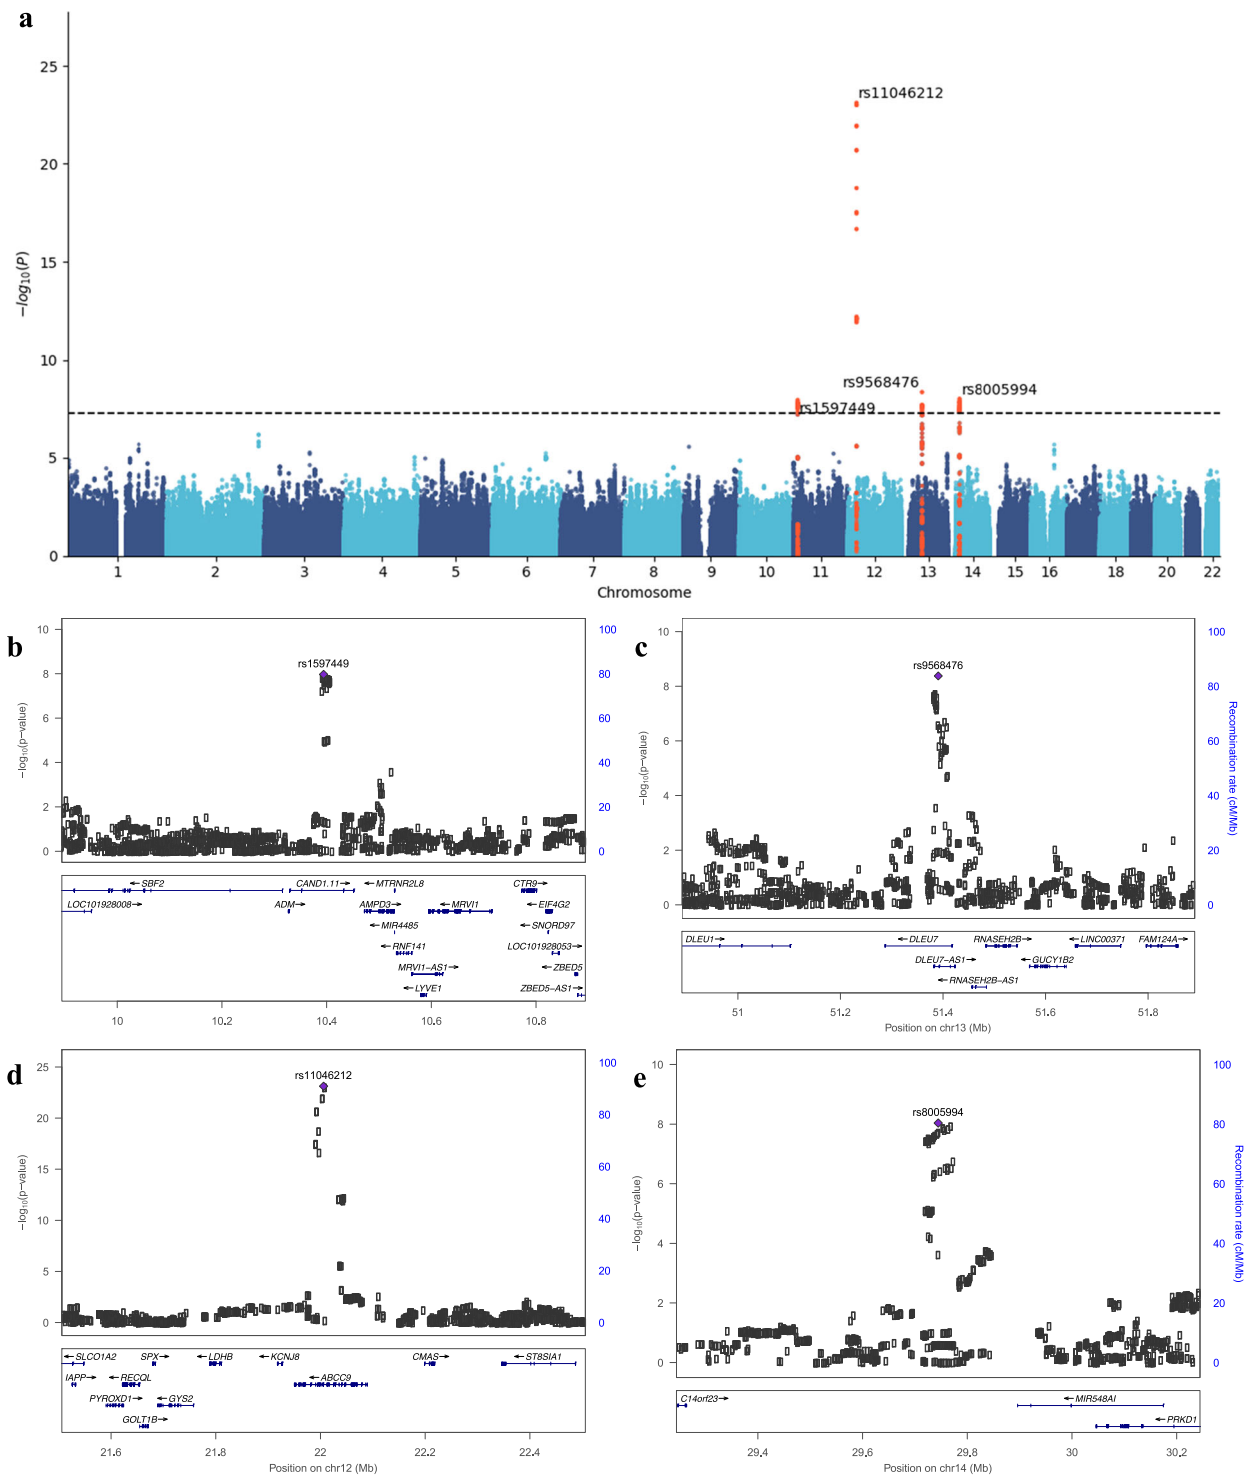 a
25
20
15
10
5
0
−log10(P)
rs11046212
rs9568476
rs8005994
rs1597449
1 2 3 4 5 6 7 8 9 10 11 12 13 14 15 16 18 20 22
Chromosome
b
10
8
6
4
2
0
−log10(p−value)
rs1597449
100
80
60
40
20
0
←SBF2 CAND1.11→ ←MTRNR2L8 CTR9→
LOC101928008→ ADM→ AMPD3→ ←MRVI1 ←EIF4G2
←MIR4485 ←SNORD97
←RNF141 LOC101928053→
MRVI1−AS1→ ←ZBED5
←LYVE1 ZBED5−AS1→
10 10.2 10.4 10.6 10.8
c
10
8
6
4
2
0
−log10(p−value)
rs9568476
100
80
60
40
20
0
Recombination rate (cM/Mb)
DLEU1→ ←DLEU7 RNASEH2B→ ←LINC00371 FAM124A→
DLEU7−AS1→ ←GUCY1B2
←RNASEH2B−AS1
51 51.2 51.4 51.6 51.8
Position on chr13 (Mb)
d
25
20
15
10
5
0
−log10(p−value)
rs11046212
100
80
60
40
20
0
←SLCO1A2 SPX→ ←LDHB ←KCNJ8 CMAS→ ←ST8SIA1
IAPP→ ←RECQL ←ABCC9
PYROXD1→ ←GYS2
GOLT1B→
21.6 21.8 22 22.2 22.4
Position on chr12 (Mb)
e
10
8
6
4
2
0
−log10(p−value)
rs8005994
100
80
60
40
20
0
Recombination rate (cM/Mb)
C14orf23→ ←MIR548AI
←PRKD1
29.4 29.6 29.8 30 30.2
Position on chr14 (Mb)